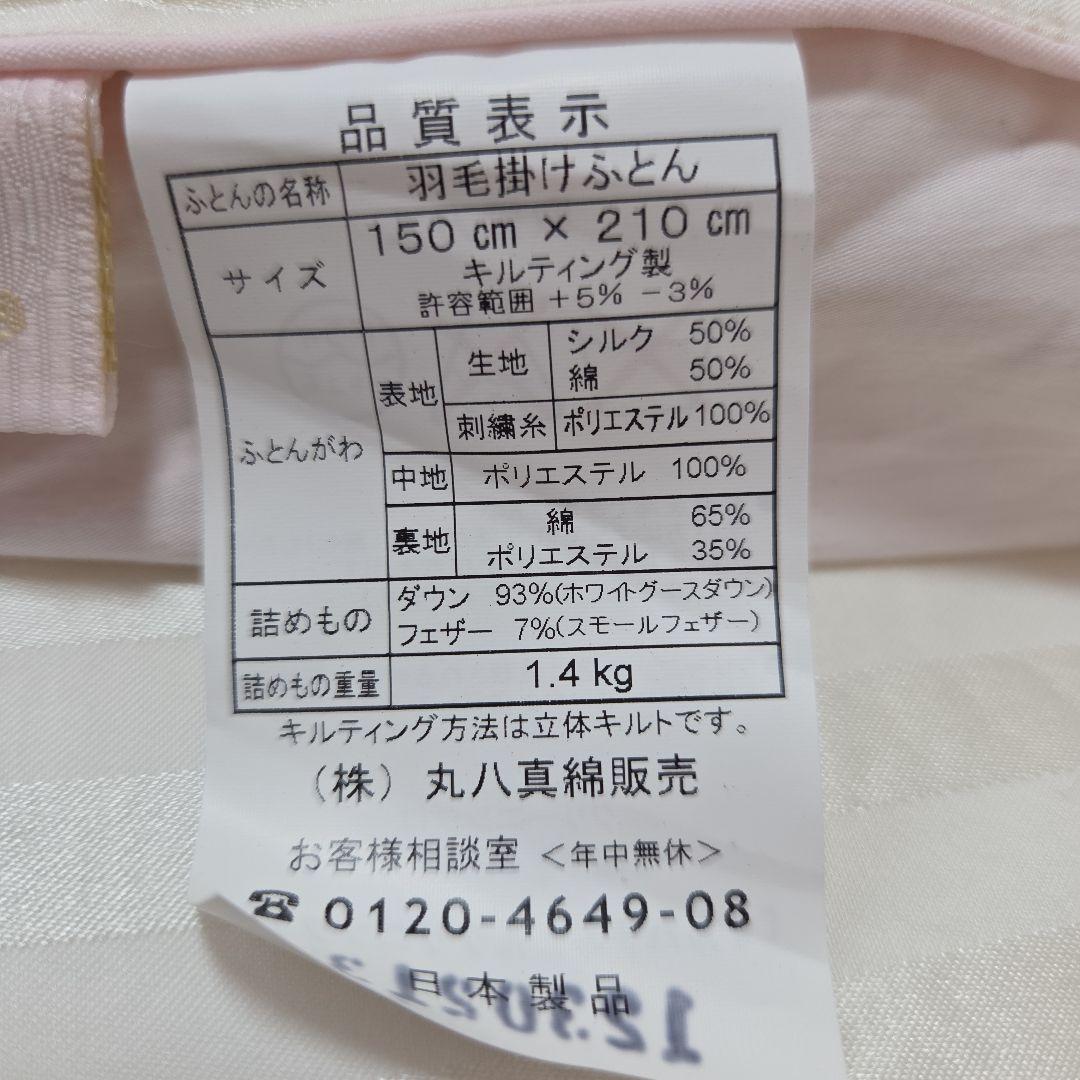 品質表示
ふとんの名称 羽毛掛けふとん
サイズ 150㎝ × 210㎝
キルティング製
許容範囲 +5% −3%
ふとんがわ 表地 生地 シルク 50%
綿 50%
刺繍糸 ポリエステル 100%
中地 ポリエステル 100%
裏地 綿 65%
ポリエステル 35%
詰めもの ダウン 93%(ホワイトグースダウン)
フェザー 7%(スモールフェザー)
詰めもの重量 1.4 kg
キルティング方法は立体キルトです。
(株) 丸八真綿販売
お客様相談室 <年中無休>
☎ 0120-4649-08
日本製品